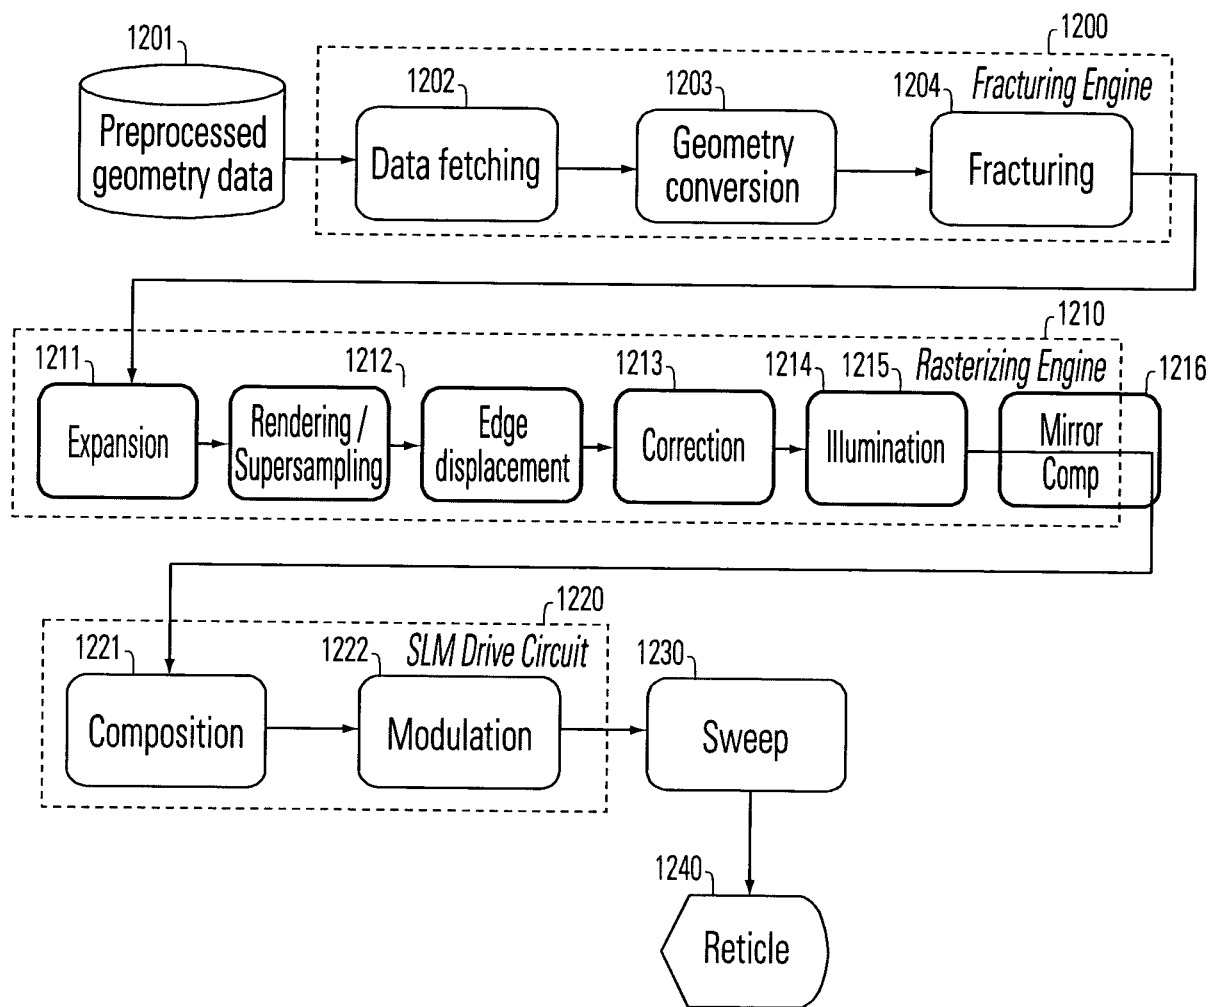 1201
1200
Fracturing Engine
1202
1203
1204
Preprocessed
geometry data
Data fetching
Geometry
conversion
Fracturing
1210
Rasterizing Engine
1211
1212
1213
1214
1215
1216
Expansion
Rendering /
Supersampling
Edge
displacement
Correction
Illumination
Mirror
Comp
1220
SLM Drive Circuit
1221
1222
1230
Composition
Modulation
Sweep
1240
Reticle